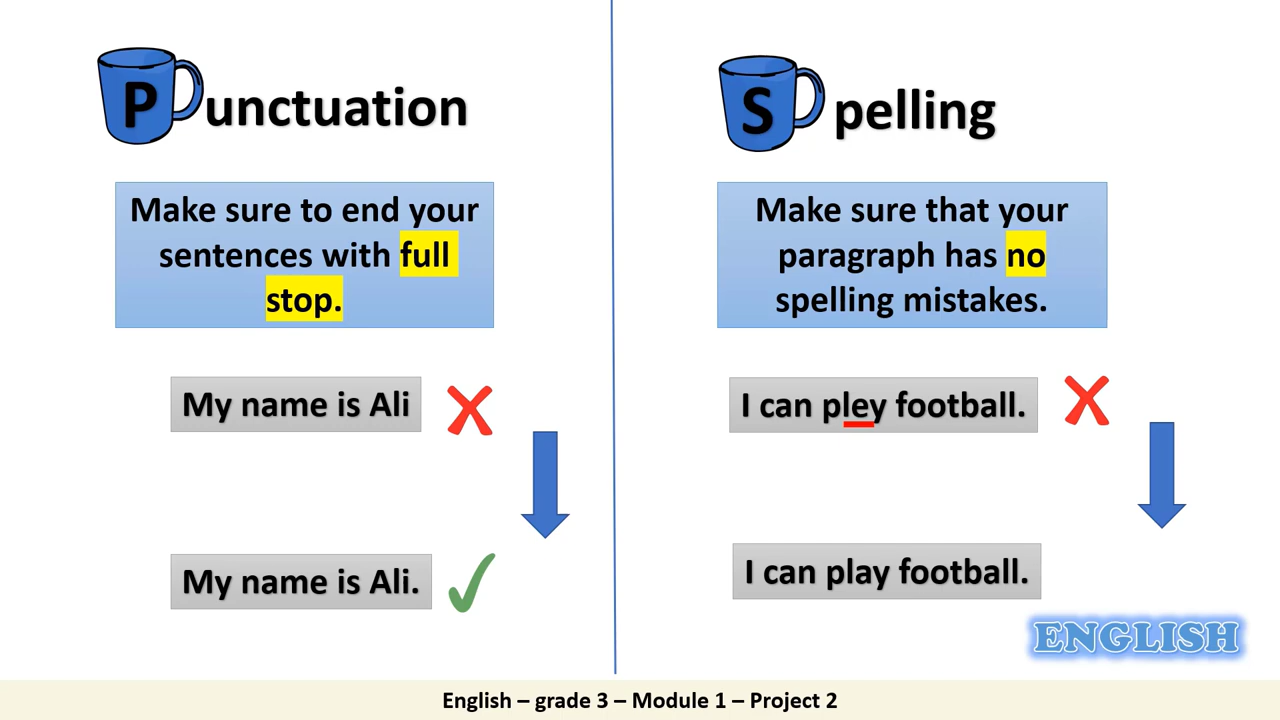 Punctuation
Make sure to end your
sentences with full
stop.
My name is Ali
My name is Ali.
Spelling
Make sure that your
paragraph has no
spelling mistakes.
I can pley football.
I can play football.
ENGLISH
English – grade 3 – Module 1 – Project 2